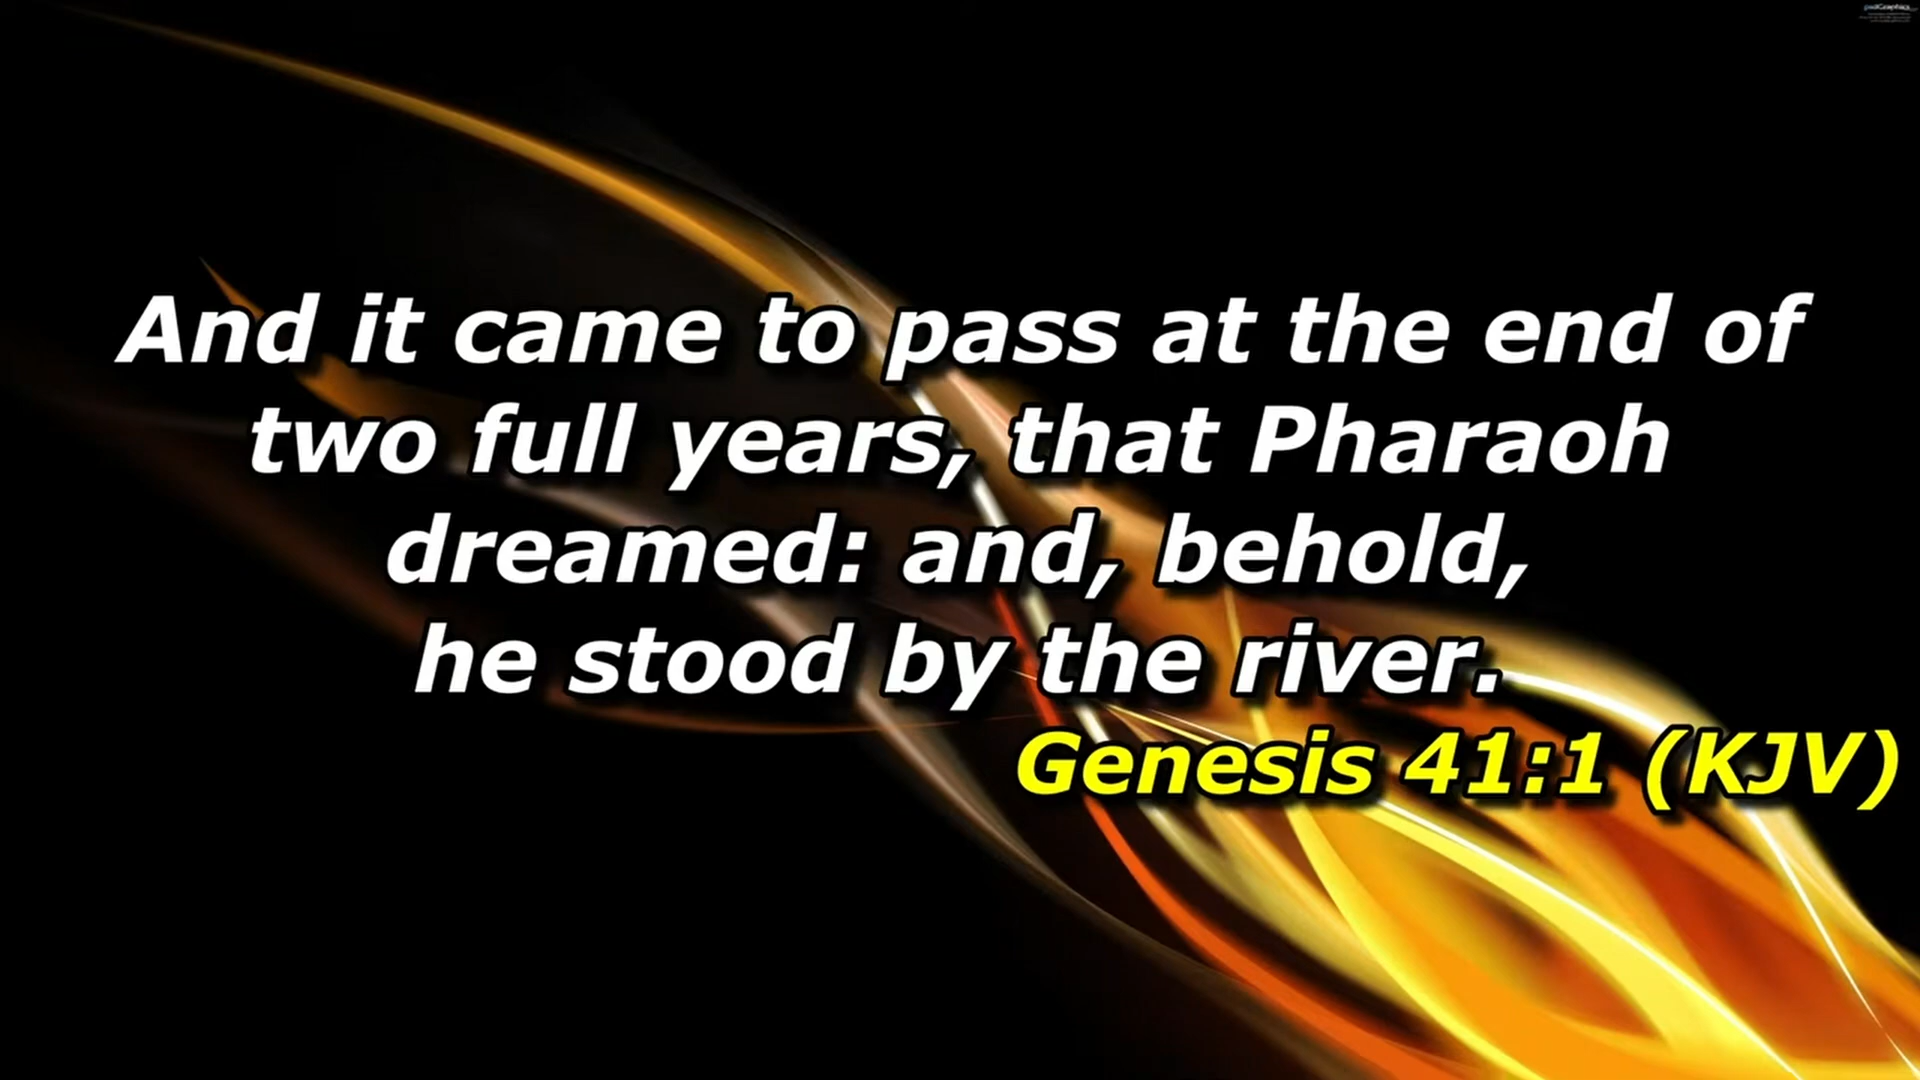 And it came to pass at the end of
two full years, that Pharaoh
dreamed: and, behold,
he stood by the river.
Genesis 41:1 (KJV)